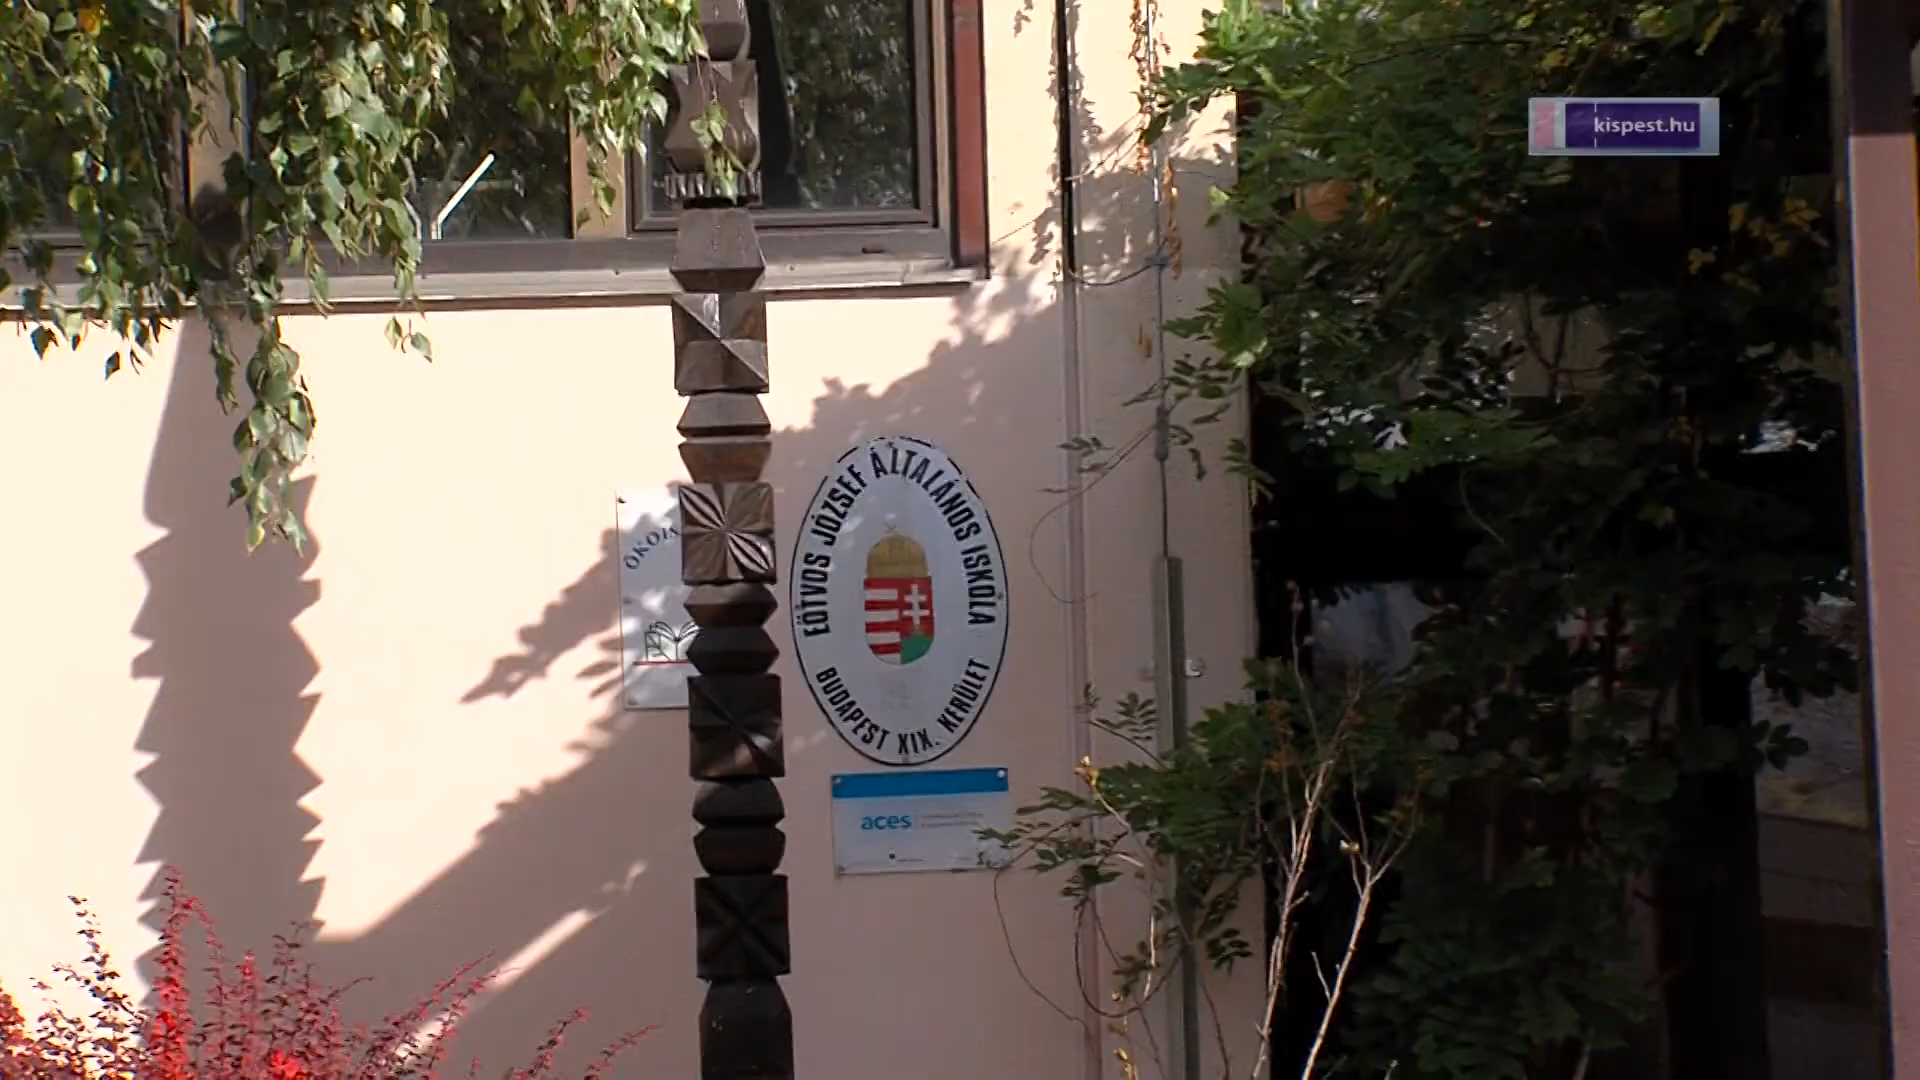 kispest.hu
EÖTVÖS JÓZSEF ÁLTALÁNOS ISKOLA
BUDAPEST XIX. KERÜLET
aces